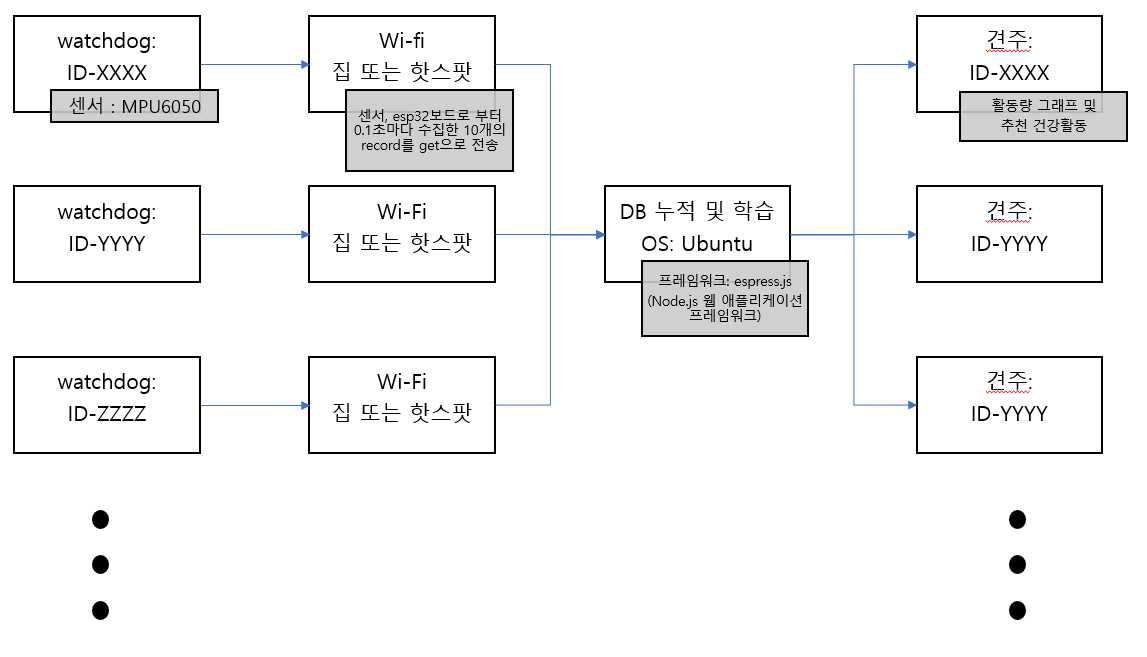 watchdog:
ID-XXXX
센서 : MPU6050
Wi-fi
집 또는 핫스팟
센서, esp32보드로 부터
0.1초마다 수집한 10개의
record를 get으로 전송
견주:
ID-XXXX
활동량 그래프 및
추천 건강활동
watchdog:
ID-YYYY
Wi-Fi
집 또는 핫스팟
DB 누적 및 학습
OS: Ubuntu
프레임워크: espress.js
(Node.js 웹 애플리케이션
프레임워크)
견주:
ID-YYYY
watchdog:
ID-ZZZZ
Wi-Fi
집 또는 핫스팟
견주:
ID-YYYY